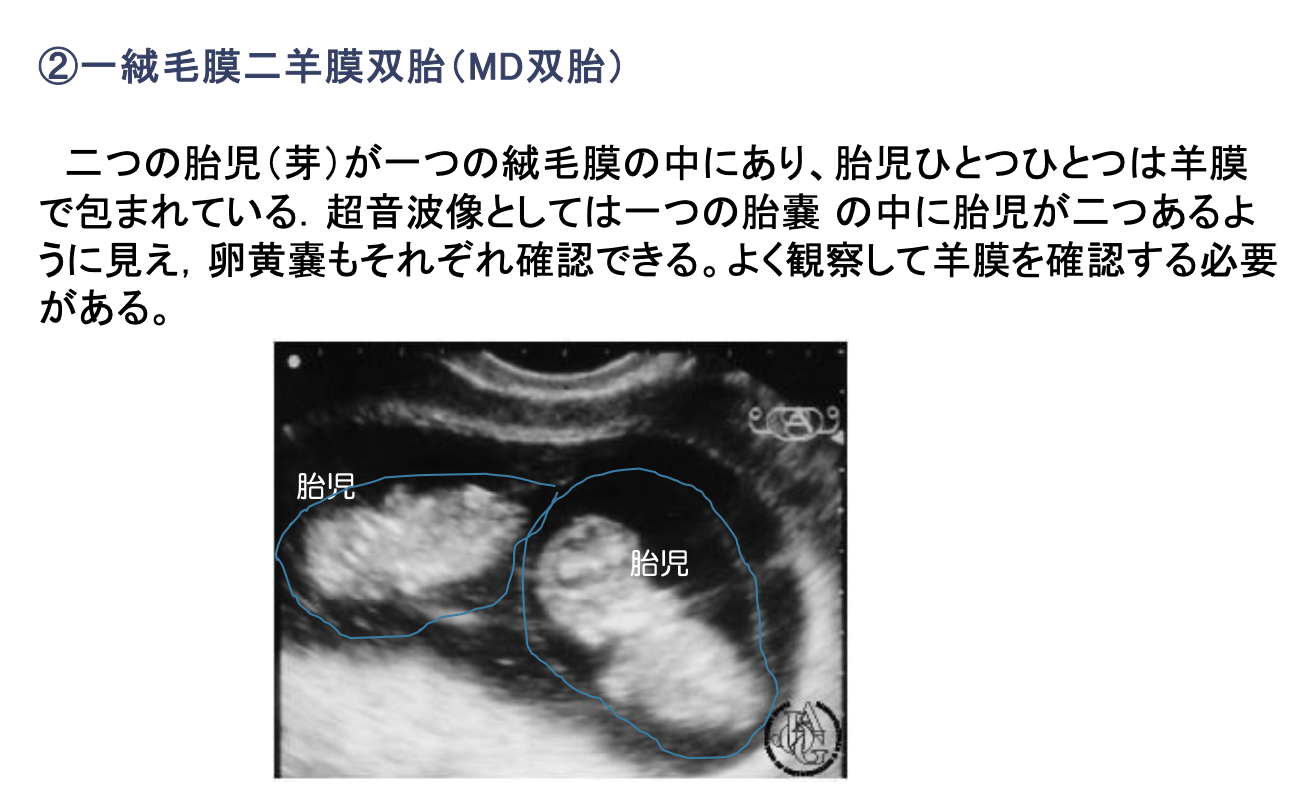 ②一絨毛膜二羊膜双胎（MD双胎）
二つの胎児（芽）が一つの絨毛膜の中にあり、胎児ひとつひとつは羊膜
で包まれている．超音波像としては一つの胎嚢 の中に胎児が二つあるよ
うに見え，卵黄嚢もそれぞれ確認できる。よく観察して羊膜を確認する必要
がある。
胎児
胎児